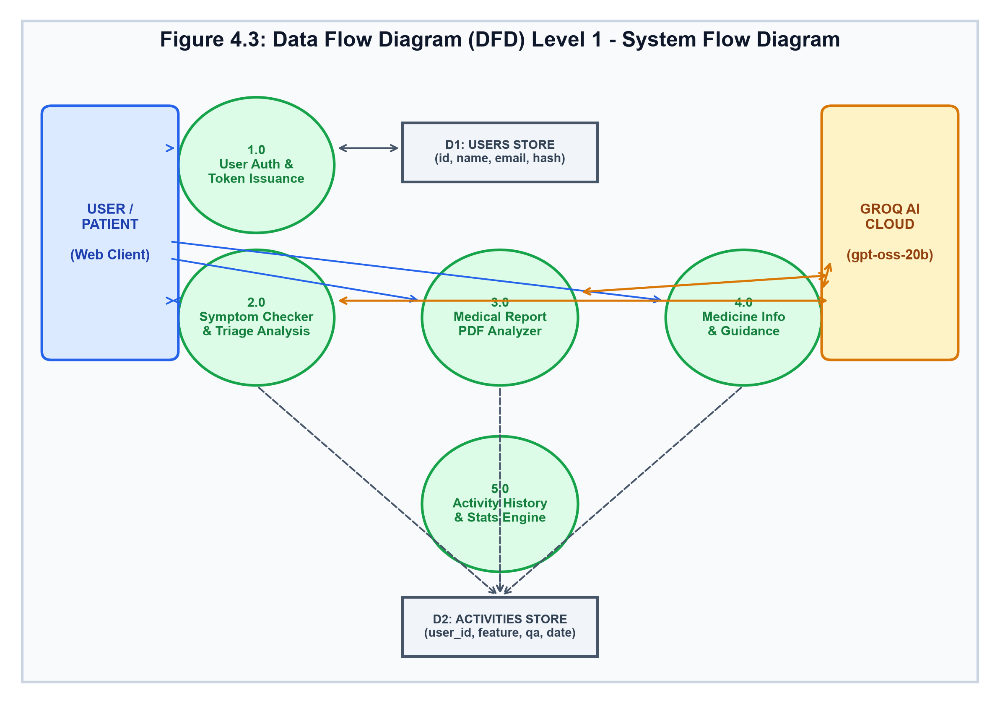 Figure 4.3: Data Flow Diagram (DFD) Level 1 - System Flow Diagram
1.0
User Auth &
Token Issuance
D1: USERS STORE
(id, name, email, hash)
USER /
PATIENT
(Web Client)
GROQ AI
CLOUD
(gpt-oss-20b)
2.0
Symptom Checker
& Triage Analysis
3.0
Medical Report
PDF Analyzer
4.0
Medicine Info
& Guidance
5.0
Activity History
& Stats Engine
D2: ACTIVITIES STORE
(user_id, feature, qa, date)